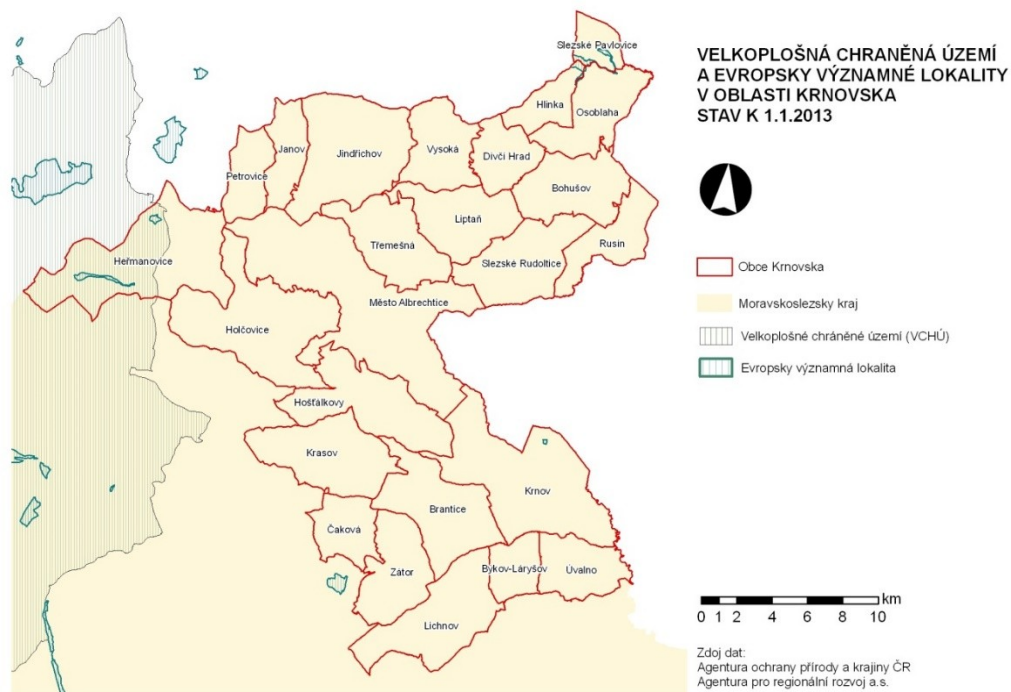 VELKOPLOŠNÁ CHRANĚNÁ ÚZEMÍ
A EVROPSKY VÝZNAMNÉ LOKALITY
V OBLASTI KRNOVSKA
STAV K 1.1.2013
Slezské Pavlovice
Hlinka
Osoblaha
Janov
Jindřichov
Vysoká
Divčí Hrad
Petrovice
Bohušov
Liptaň
Třemešná
Rusín
Heřmanovice
Slezské Rudoltice
Město Albrechtice
Holčovice
Hošťálkovy
Krasov
Krnov
Brantice
Čaková
Zátor
Bykov-Láryšov
Úvalno
Lichnov
Obce Krnovska
Moravskoslezsky kraj
Velkoplošné chráněné území (VCHÚ)
Evropsky významná lokalita
km
0 1 2 4 6 8 10
Zdoj dat:
Agentura ochrany přírody a krajiny ČR
Agentura pro regionální rozvoj a.s.